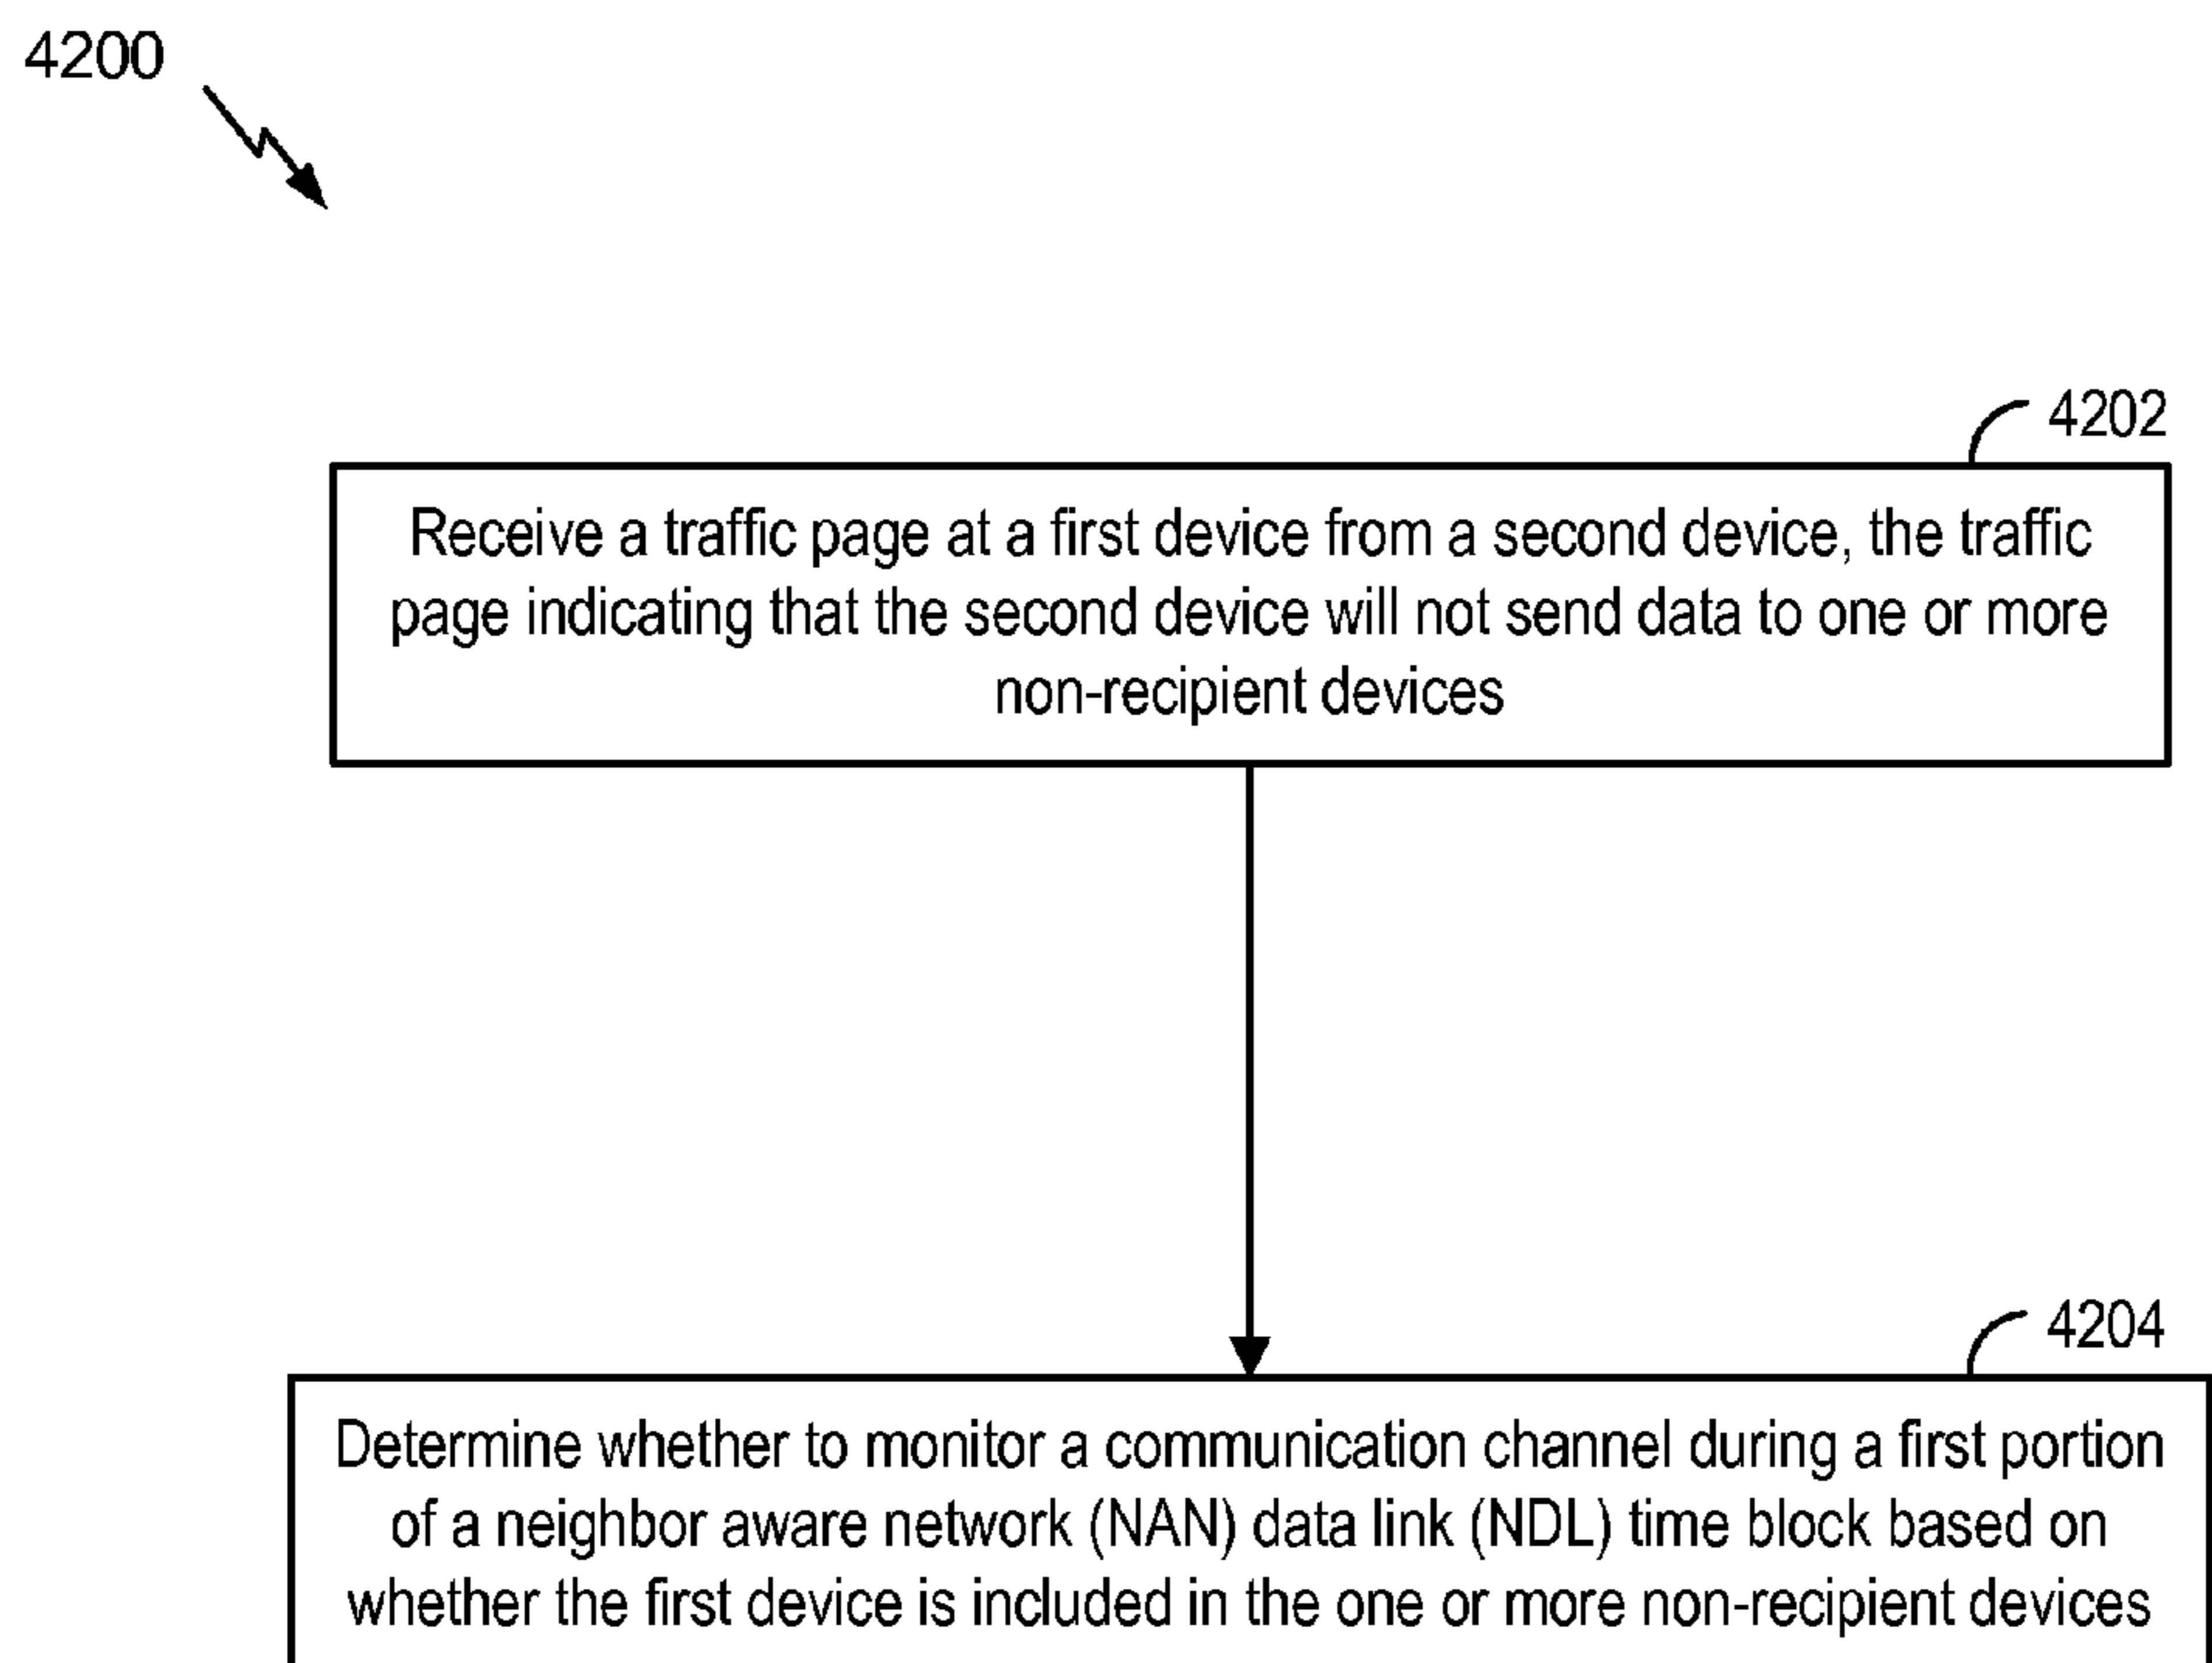 4200
4202
Receive a traffic page at a first device from a second device, the traffic
page indicating that the second device will not send data to one or more
non-recipient devices
4204
Determine whether to monitor a communication channel during a first portion
of a neighbor aware network (NAN) data link (NDL) time block based on
whether the first device is included in the one or more non-recipient devices